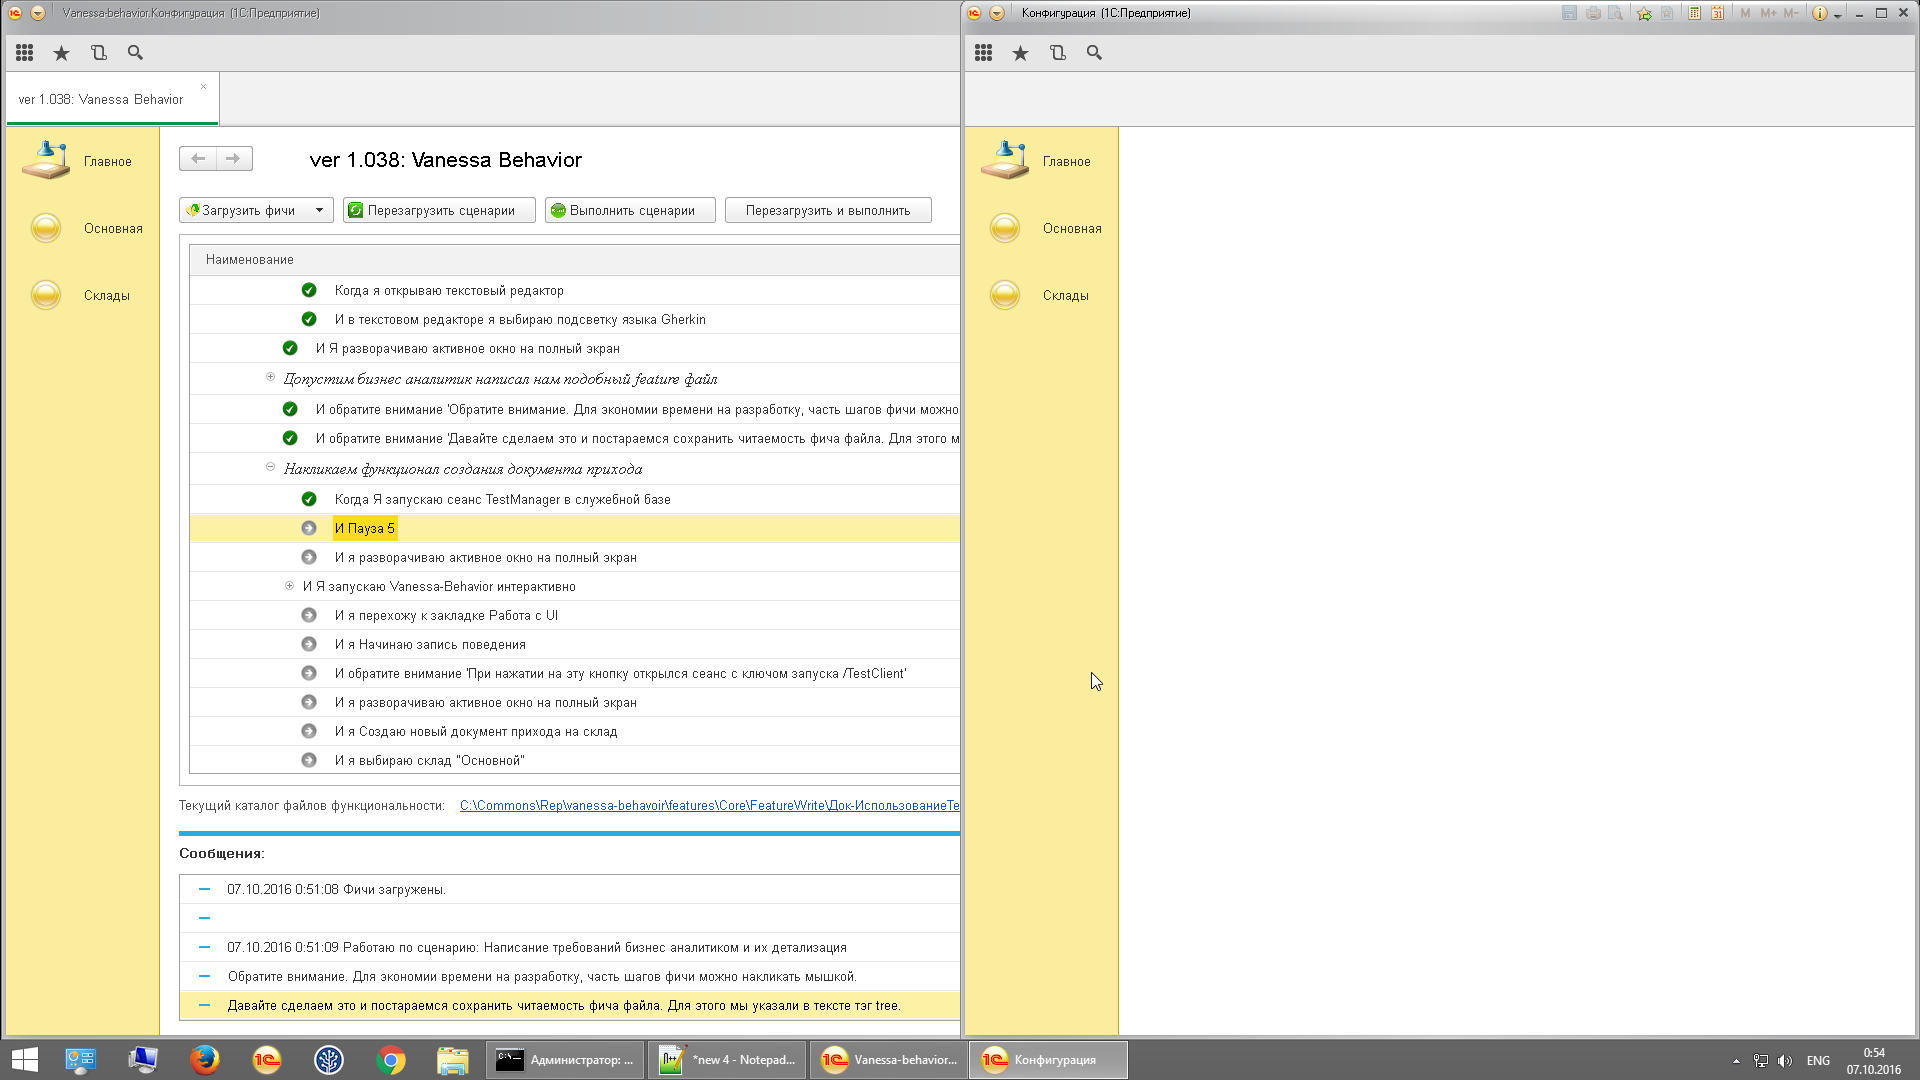 Vanessa-behavior.Конфигурация (1С:Предприятие)
ver 1.038: Vanessa Behavior
Главное
Основная
Склады
ver 1.038: Vanessa Behavior
Загрузить фичи
Перезагрузить сценарии
Выполнить сценарии
Перезагрузить и выполнить
Наименование
Когда я открываю текстовый редактор
И в текстовом редакторе я выбираю подсветку языка Gherkin
И Я разворачиваю активное окно на полный экран
Допустим бизнес аналитик написал нам подобный feature файл
И обратите внимание 'Обратите внимание. Для экономии времени на разработку, часть шагов фичи можно
И обратите внимание 'Давайте сделаем это и постараемся сохранить читаемость фича файла. Для этого м
Накликаем функционал создания документа прихода
Когда Я запускаю сеанс TestManager в служебной базе
И Пауза 5
И я разворачиваю активное окно на полный экран
И Я запускаю Vanessa-Behavior интерактивно
И я перехожу к закладке Работа с UI
И я Начинаю запись поведения
И обратите внимание 'При нажатии на эту кнопку открылся сеанс с ключом запуска /TestClient'
И я разворачиваю активное окно на полный экран
И я Создаю новый документ прихода на склад
И я выбираю склад "Основной"
Текущий каталог файлов функциональности: C:\Commons\Rep\vanessa-behavoir\features\Core\FeatureWrite\Док-ИспользованиеТе
Сообщения:
07.10.2016 0:51:08 Фичи загружены.
07.10.2016 0:51:09 Работаю по сценарию: Написание требований бизнес аналитиком и их детализация
Обратите внимание. Для экономии времени на разработку, часть шагов фичи можно накликать мышкой.
Давайте сделаем это и постараемся сохранить читаемость фича файла. Для этого мы указали в тексте тэг tree.
Конфигурация (1С:Предприятие)
M M+ M-
Главное
Основная
Склады
Администратор: ...
*new 4 - Notepad...
Vanessa-behavior...
Конфигурация
ENG
0:54
07.10.2016